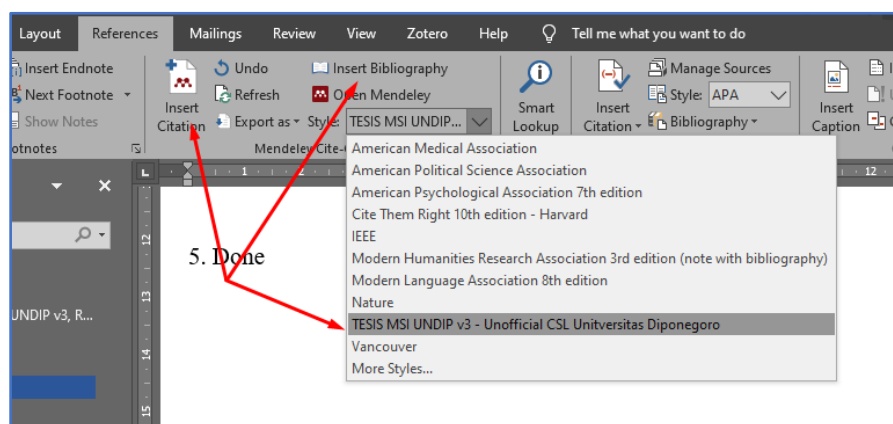 Layout References Mailings Review View Zotero Help Tell me what you want to do
Insert Endnote Undo Insert Bibliography Manage Sources
Next Footnote Refresh Open Mendeley Style: APA
Show Notes Insert Citation Export as Style: TESIS MSI UNDIP... Smart Lookup Insert Citation Bibliography Insert Caption
otnotes Mendeley Cite-
American Medical Association
American Political Science Association
American Psychological Association 7th edition
Cite Them Right 10th edition - Harvard
IEEE
Modern Humanities Research Association 3rd edition (note with bibliography)
Modern Language Association 8th edition
Nature
TESIS MSI UNDIP v3 - Unofficial CSL Unitversitas Diponegoro
Vancouver
More Styles...
1 2 12
5. Done
UNDIP v3, R...
12
13
14
15